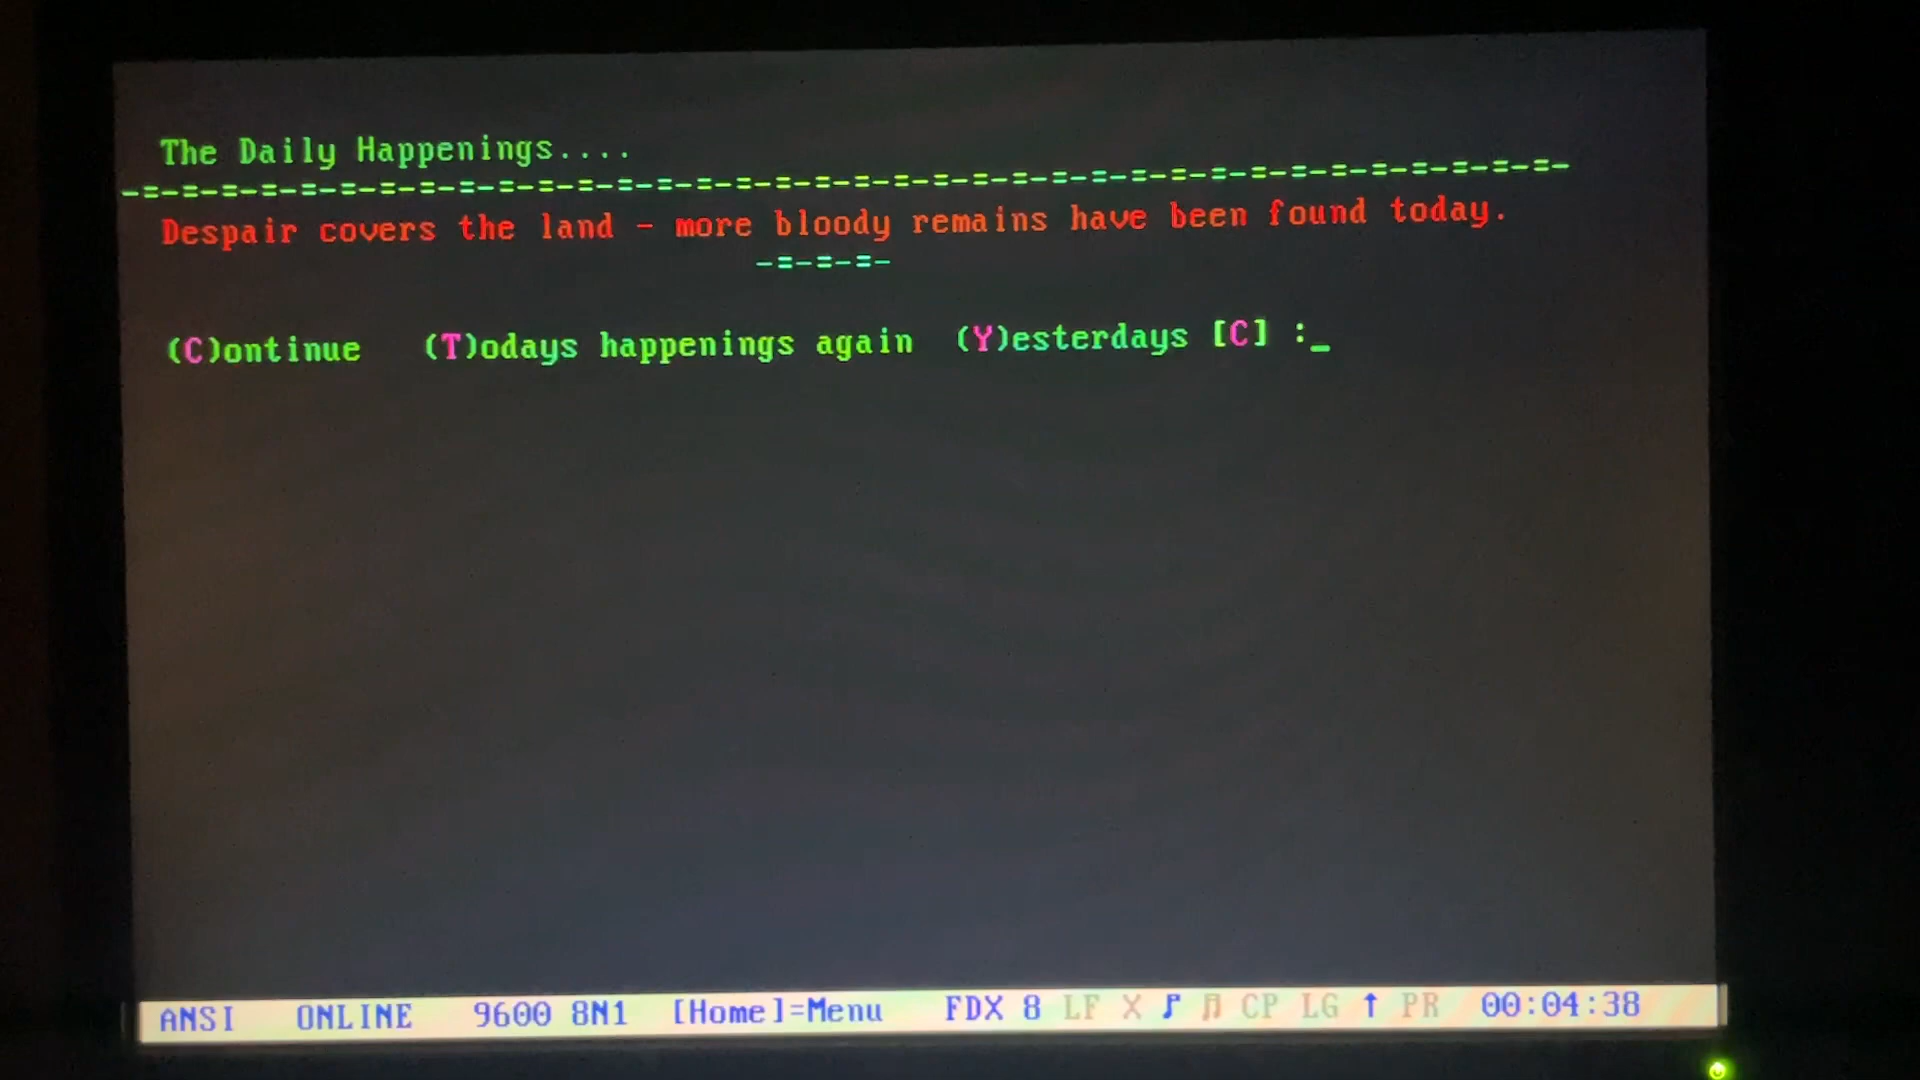 The Daily Happenings....
-=-=-=-=-=-=-=-=-=-=-=-=-=-=-=-=-=-=-=-=-=-=-=-=-=-=-=-=-=-=-=-=-=-=-=-=-
Despair covers the land - more bloody remains have been found today.
-=-=-=-
(C)ontinue (T)odays happenings again (Y)esterdays [C] :_
ANSI ONLINE 9600 8N1 [Home]=Menu FDX 8 LF X ♪ ♫ CP LG ↑ PR 00:04:38